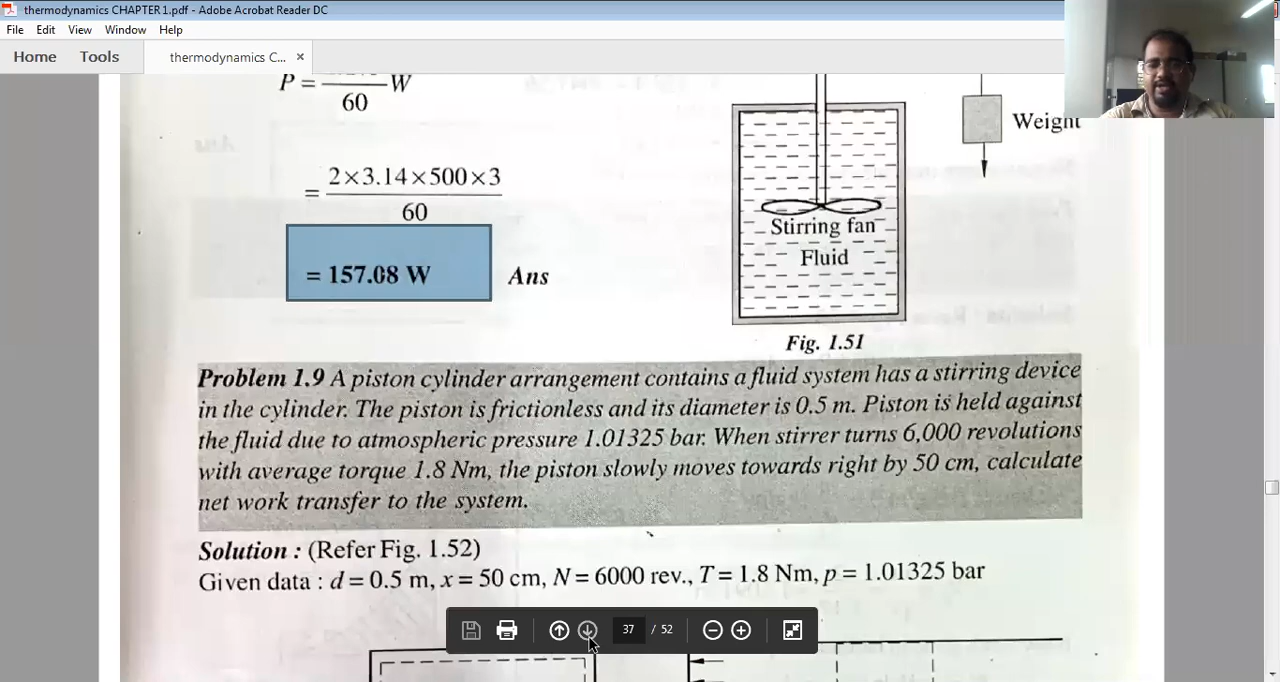 thermodynamics CHAPTER 1.pdf - Adobe Acrobat Reader DC
File Edit View Window Help
Home Tools thermodynamics C... ×
P = W
60
= 2×3.14×500×3
60
= 157.08 W Ans
Weight
Stirring fan
Fluid
Fig. 1.51
Problem 1.9 A piston cylinder arrangement contains a fluid system has a stirring device
in the cylinder. The piston is frictionless and its diameter is 0.5 m. Piston is held against
the fluid due to atmospheric pressure 1.01325 bar. When stirrer turns 6,000 revolutions
with average torque 1.8 Nm, the piston slowly moves towards right by 50 cm, calculate
net work transfer to the system.
Solution : (Refer Fig. 1.52)
Given data : d = 0.5 m, x = 50 cm, N = 6000 rev., T = 1.8 Nm, p = 1.01325 bar
37 / 52